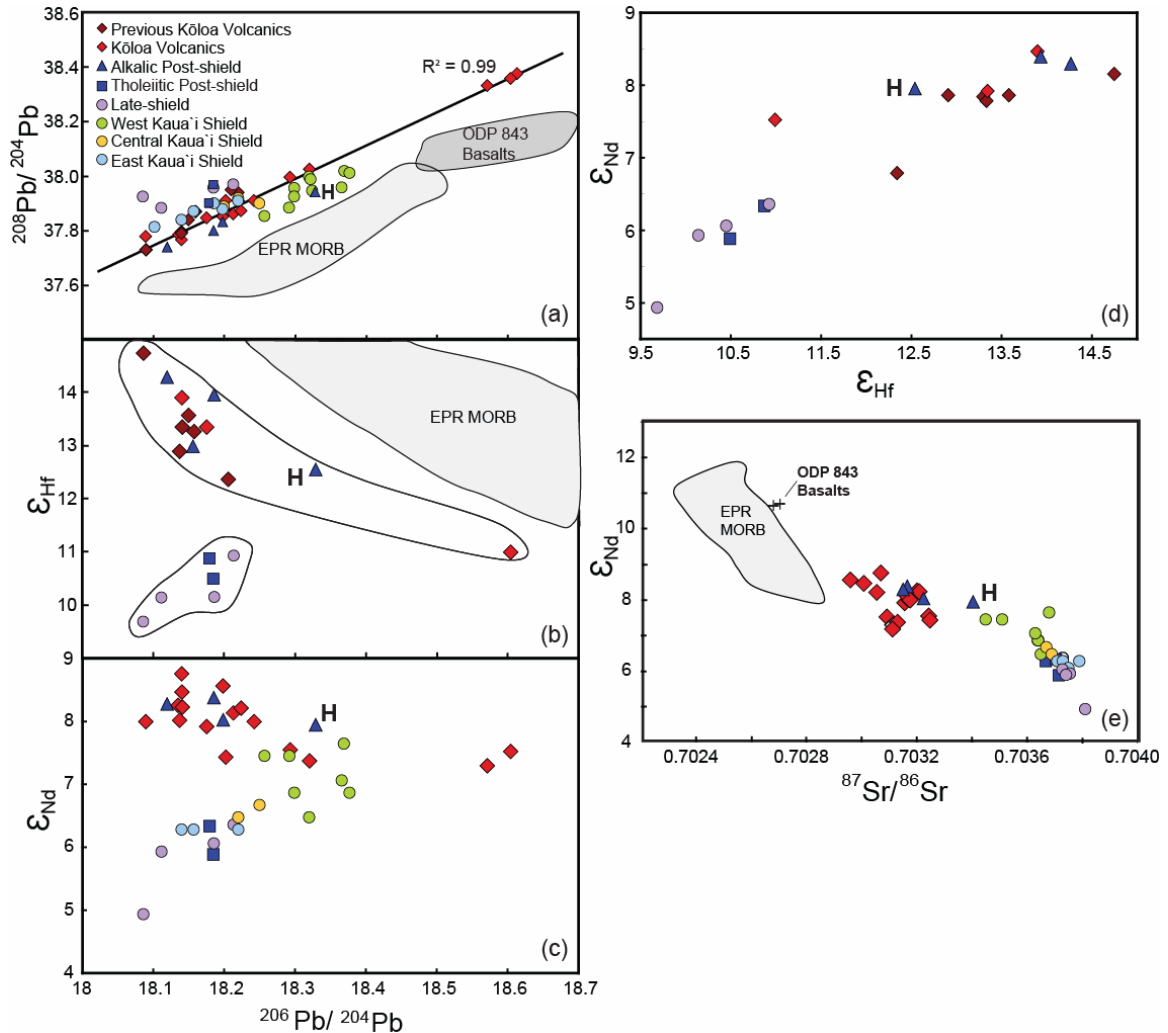 38.6
38.4
38.2
38.0
37.8
37.6
²⁰⁸Pb/ ²⁰⁴Pb
Previous Kōloa Volcanics
Kōloa Volcanics
Alkalic Post-shield
Tholeiitic Post-shield
Late-shield
West Kaua`i Shield
Central Kaua`i Shield
East Kaua`i Shield
R² = 0.99
ODP 843
Basalts
H
EPR MORB
(a)
14
13
12
11
10
εHf
EPR MORB
H
(b)
9
8
7
6
5
4
εNd
H
(c)
18
18.1
18.2
18.3
18.4
18.5
18.6
18.7
²⁰⁶Pb/ ²⁰⁴Pb
9
8
7
6
5
εNd
H
(d)
9.5
10.5
11.5
12.5
13.5
14.5
εHf
12
10
8
6
4
εNd
ODP 843
Basalts
EPR
MORB
H
(e)
0.7024
0.7028
0.7032
0.7036
0.7040
⁸⁷Sr/⁸⁶Sr